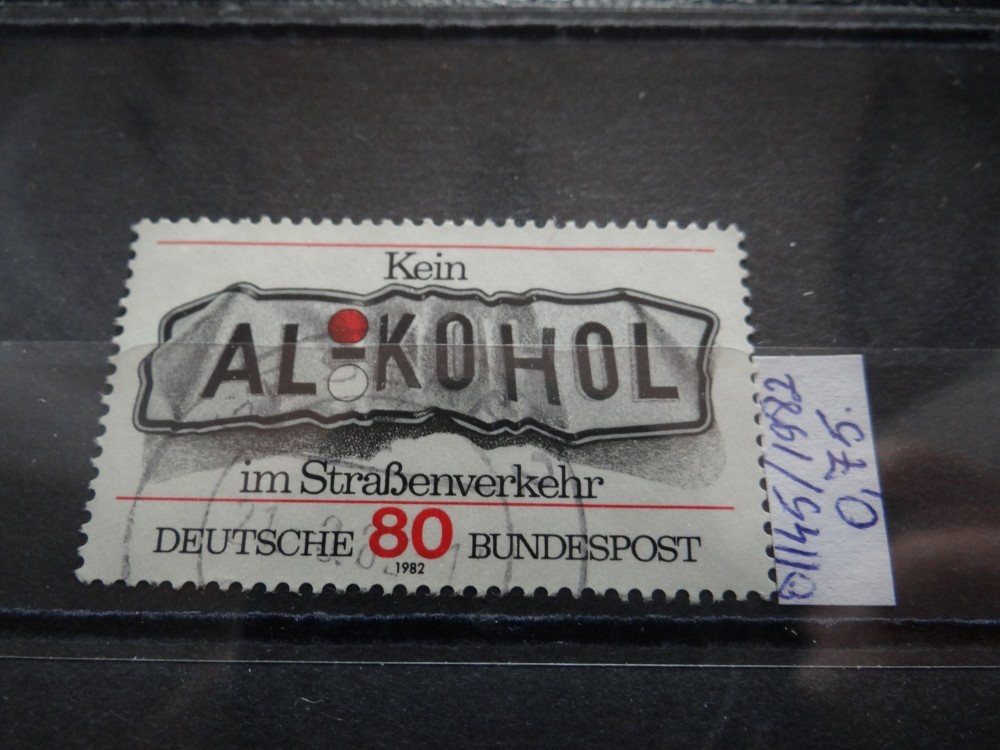 Kein
AL-KOHOL
im Straßenverkehr
DEUTSCHE 80 BUNDESPOST
1982
1145/1982
0,75.